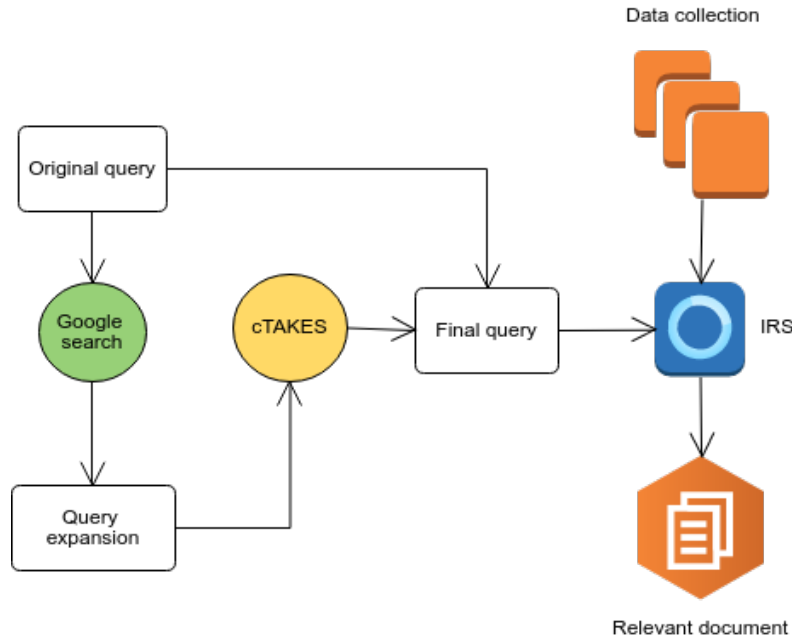 Data collection
Original query
Google
search
cTAKES
Final query
IRS
Query
expansion
Relevant document